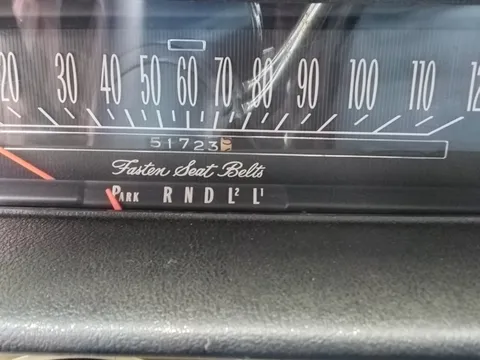 20 30 40 50 60 70 80 90 100 110
51723
Fasten Seat Belts
PARK R N D L² L¹